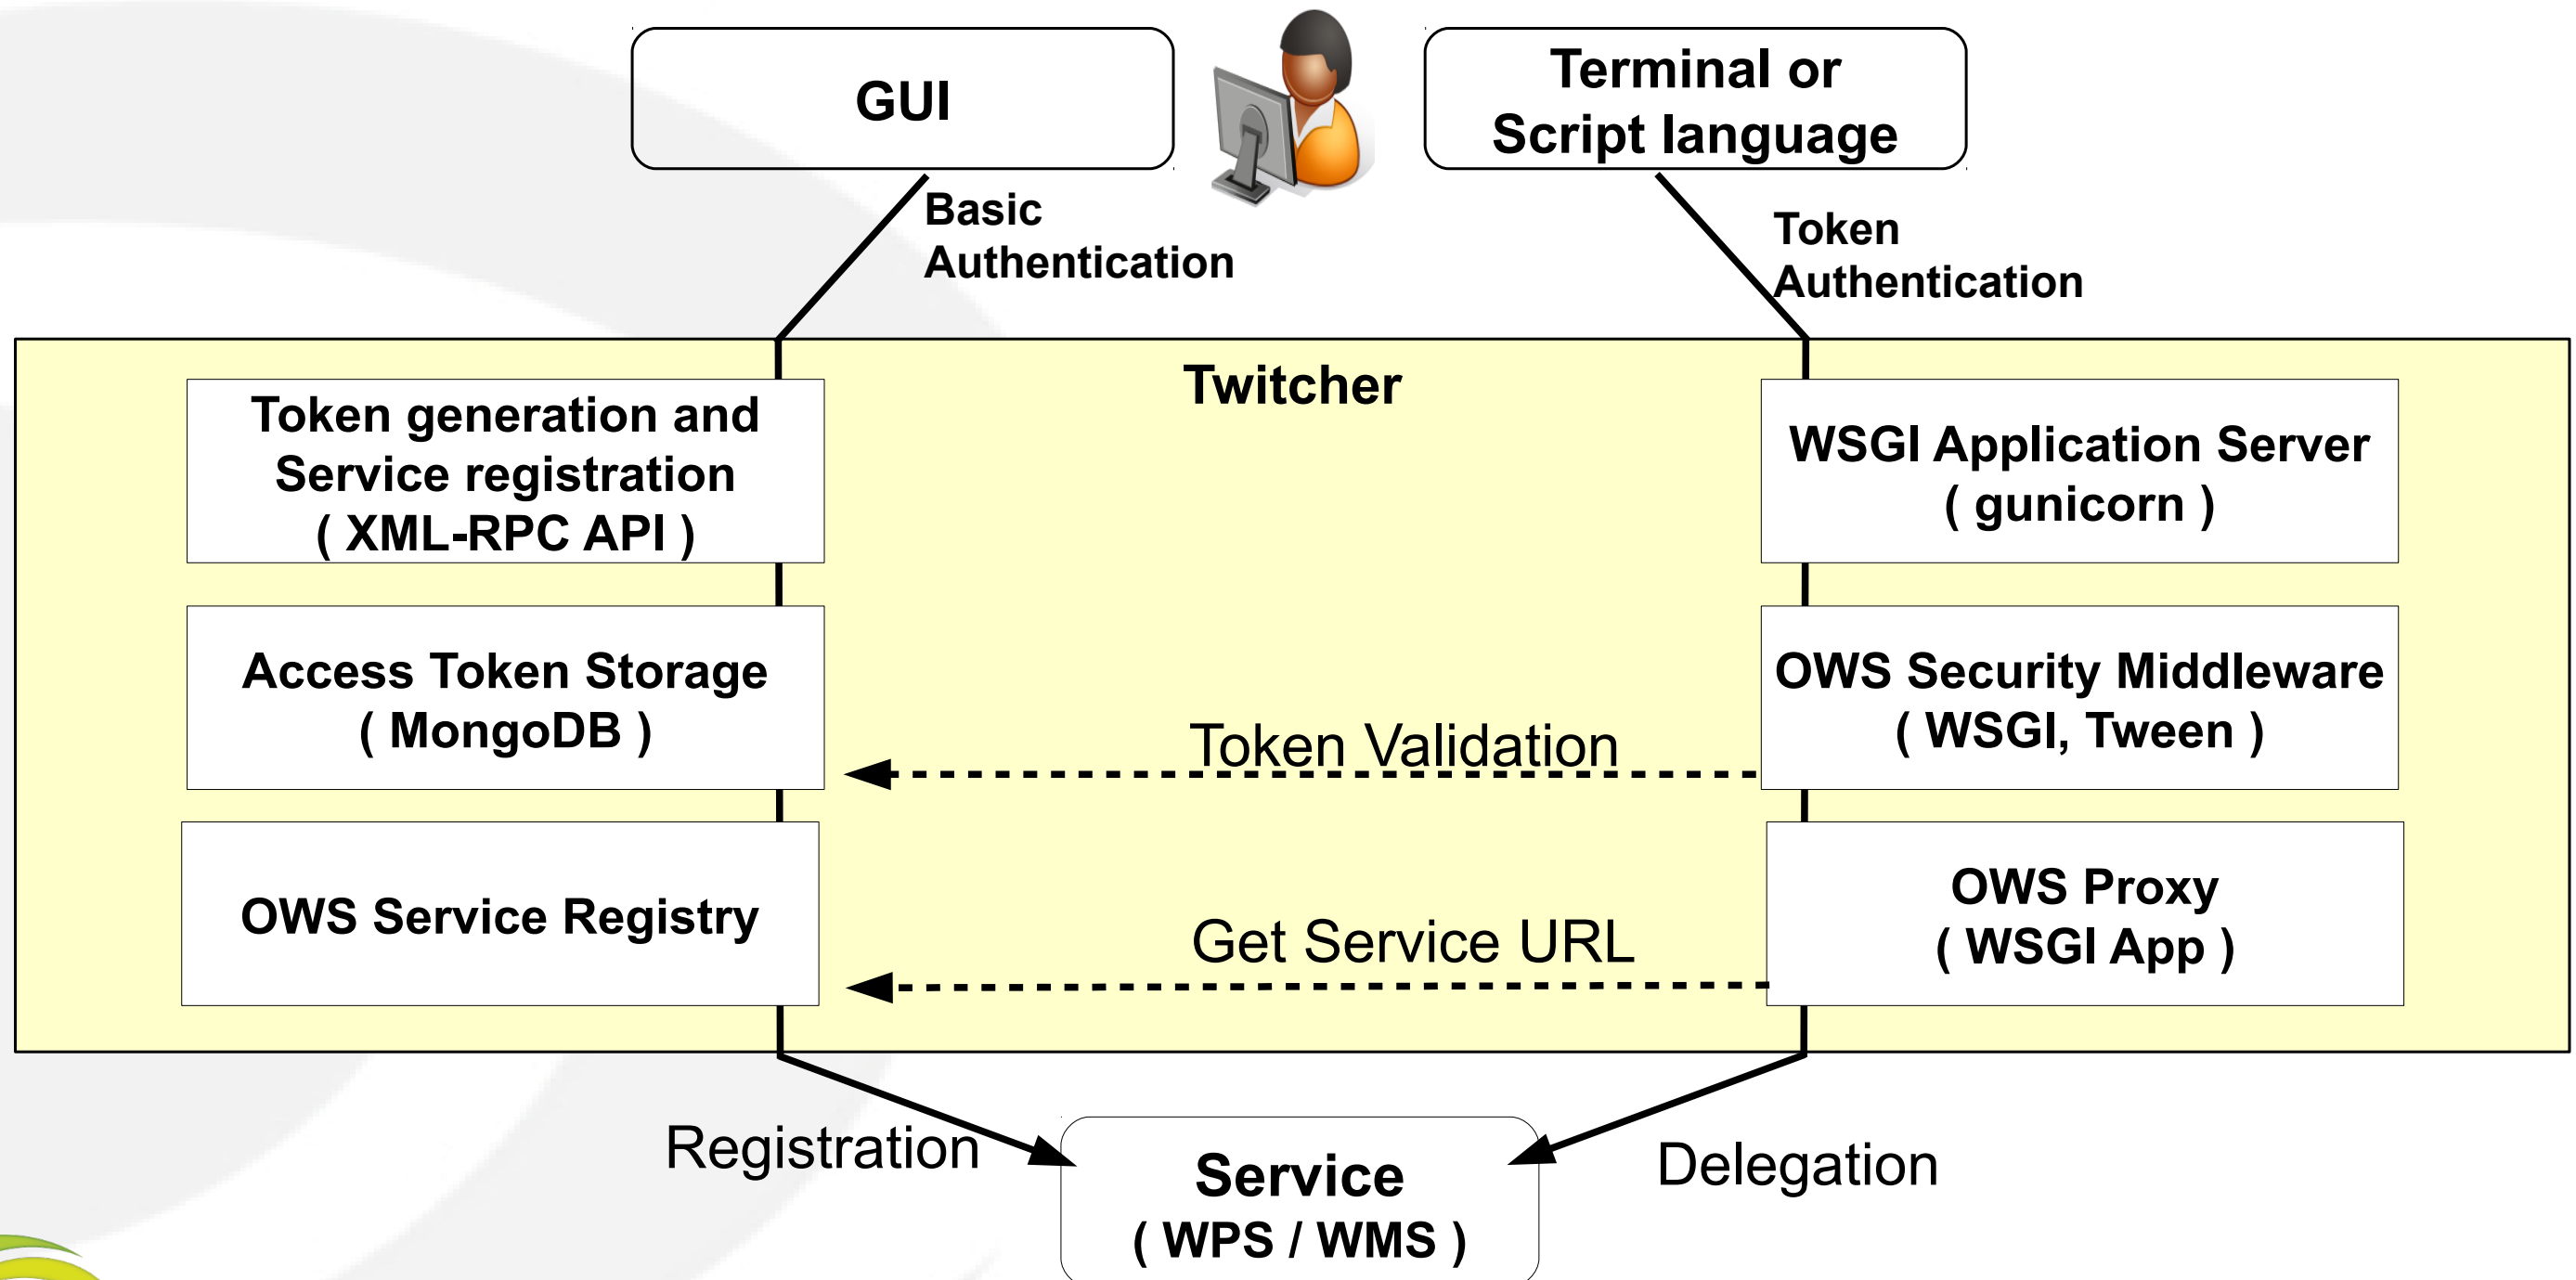 GUI
Terminal or
Script language
Basic
Authentication
Token
Authentication
Twitcher
Token generation and
Service registration
( XML-RPC API )
WSGI Application Server
( gunicorn )
Access Token Storage
( MongoDB )
Token Validation
OWS Security Middleware
( WSGI, Tween )
OWS Service Registry
Get Service URL
OWS Proxy
( WSGI App )
Registration
Service
( WPS / WMS )
Delegation